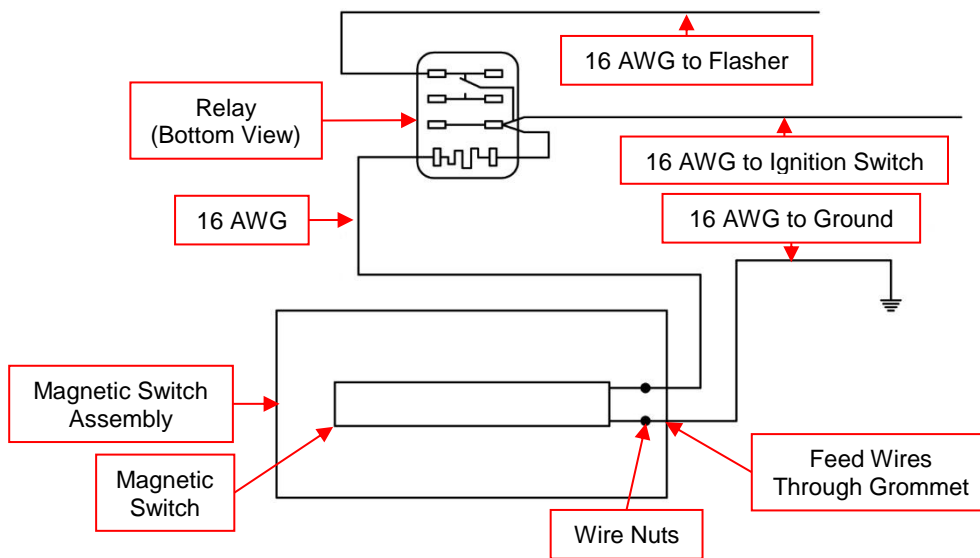 16 AWG to Flasher
Relay
(Bottom View)
16 AWG to Ignition Switch
16 AWG
16 AWG to Ground
Magnetic Switch
Assembly
Magnetic
Switch
Feed Wires
Through Grommet
Wire Nuts